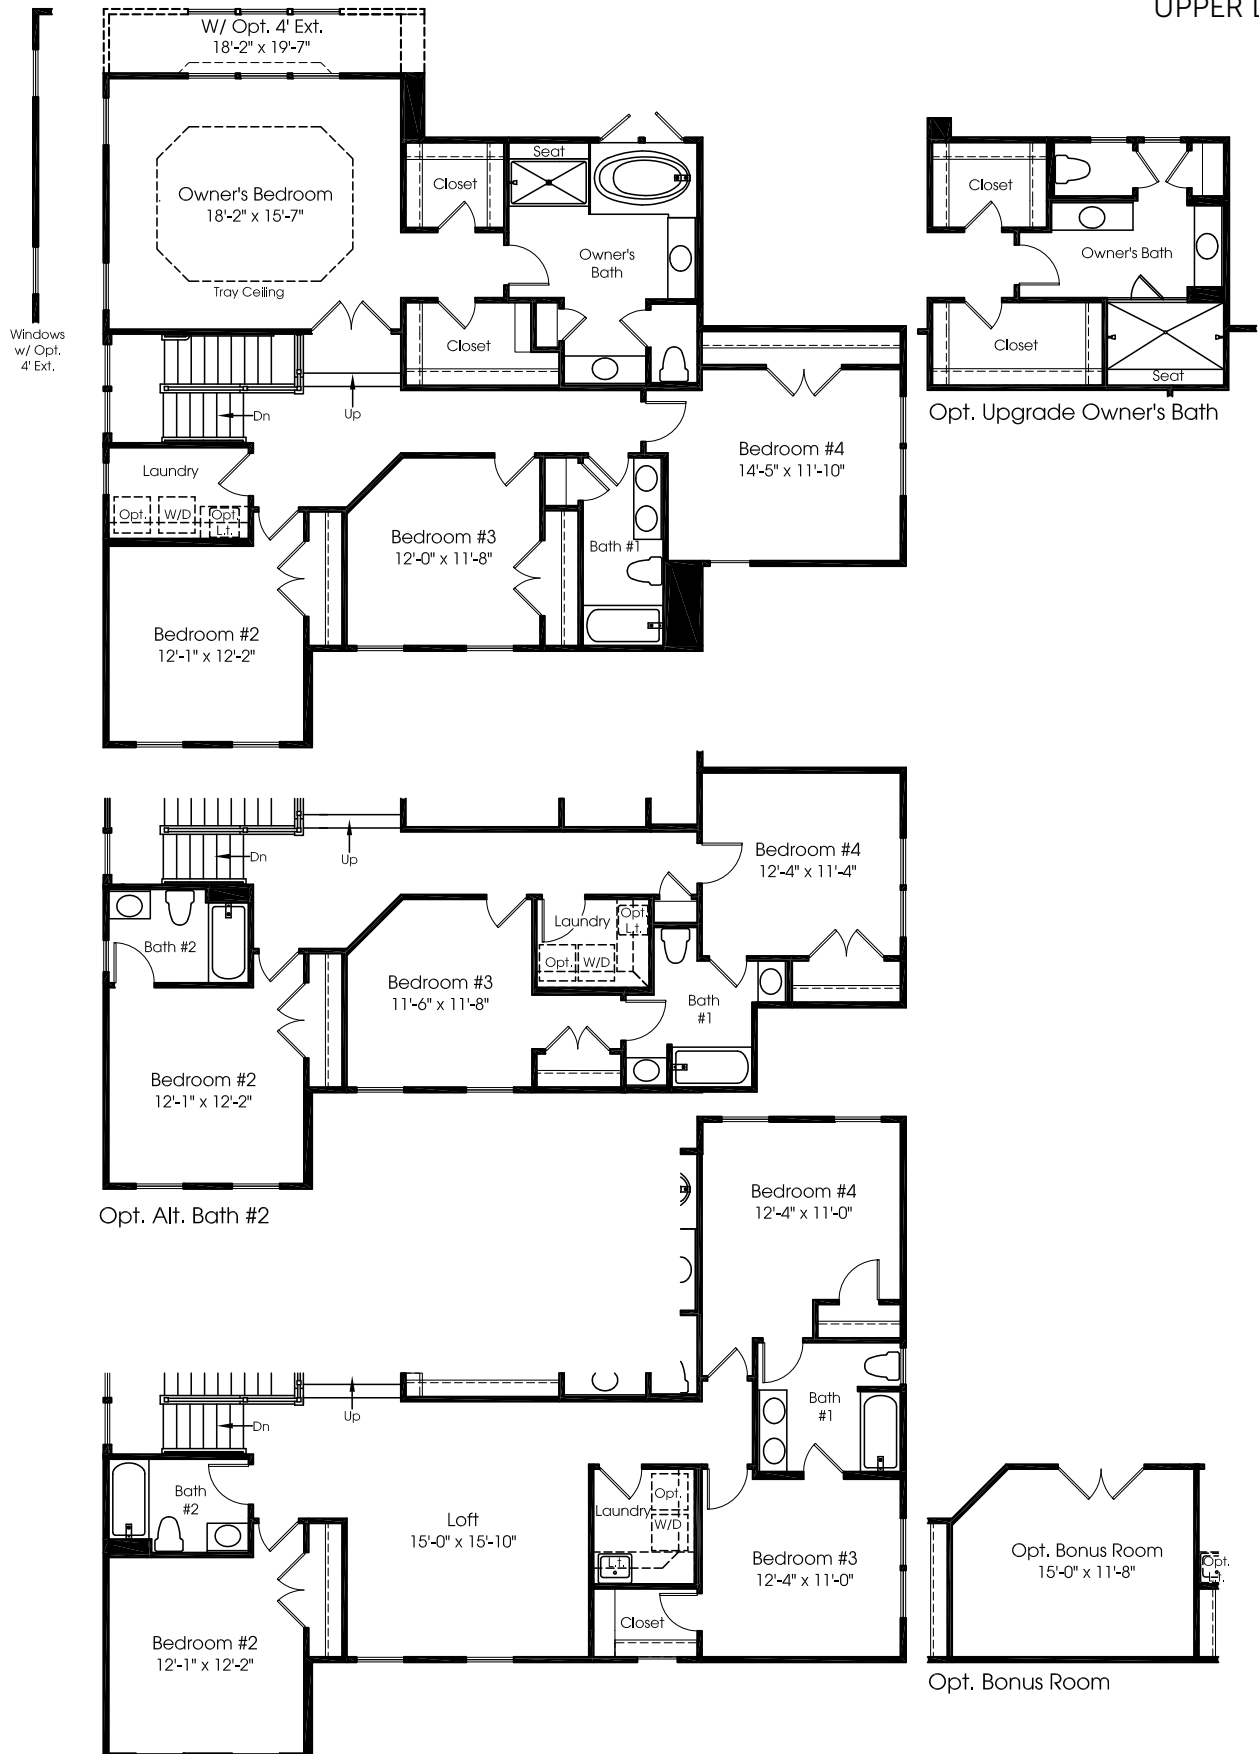 UPPER L
W/ Opt. 4' Ext.
18'-2" x 19'-7"
Windows
w/ Opt.
4' Ext.
Owner's Bedroom
18'-2" x 15'-7"
Tray Ceiling
Closet
Seat
Owner's
Bath
Closet
Up
Dn
Laundry
Opt.
W/D
Opt.
L.t.
Bedroom #2
12'-1" x 12'-2"
Bedroom #3
12'-0" x 11'-8"
Bath #1
Bedroom #4
14'-5" x 11'-10"
Closet
Owner's Bath
Closet
Seat
Opt. Upgrade Owner's Bath
Up
Dn
Bath #2
Bedroom #2
12'-1" x 12'-2"
Bedroom #3
11'-6" x 11'-8"
Laundry
Opt.
L.t.
Opt.
W/D
Bath
#1
Bedroom #4
12'-4" x 11'-4"
Opt. Alt. Bath #2
Up
Dn
Bath
#2
Bedroom #2
12'-1" x 12'-2"
Loft
15'-0" x 15'-10"
Laundry
Opt.
W/D
L.t.
Closet
Bedroom #4
12'-4" x 11'-0"
Bath
#1
Bedroom #3
12'-4" x 11'-0"
Opt. Bonus Room
15'-0" x 11'-8"
Opt.
L.t.
Opt. Bonus Room